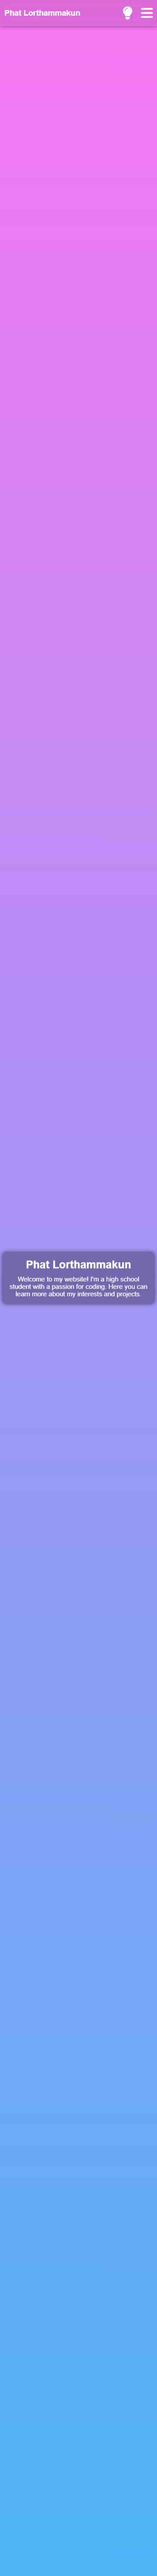 Phat Lorthammakun
Phat Lorthammakun
Welcome to my website! I'm a high school
student with a passion for coding. Here you can
learn more about my interests and projects.